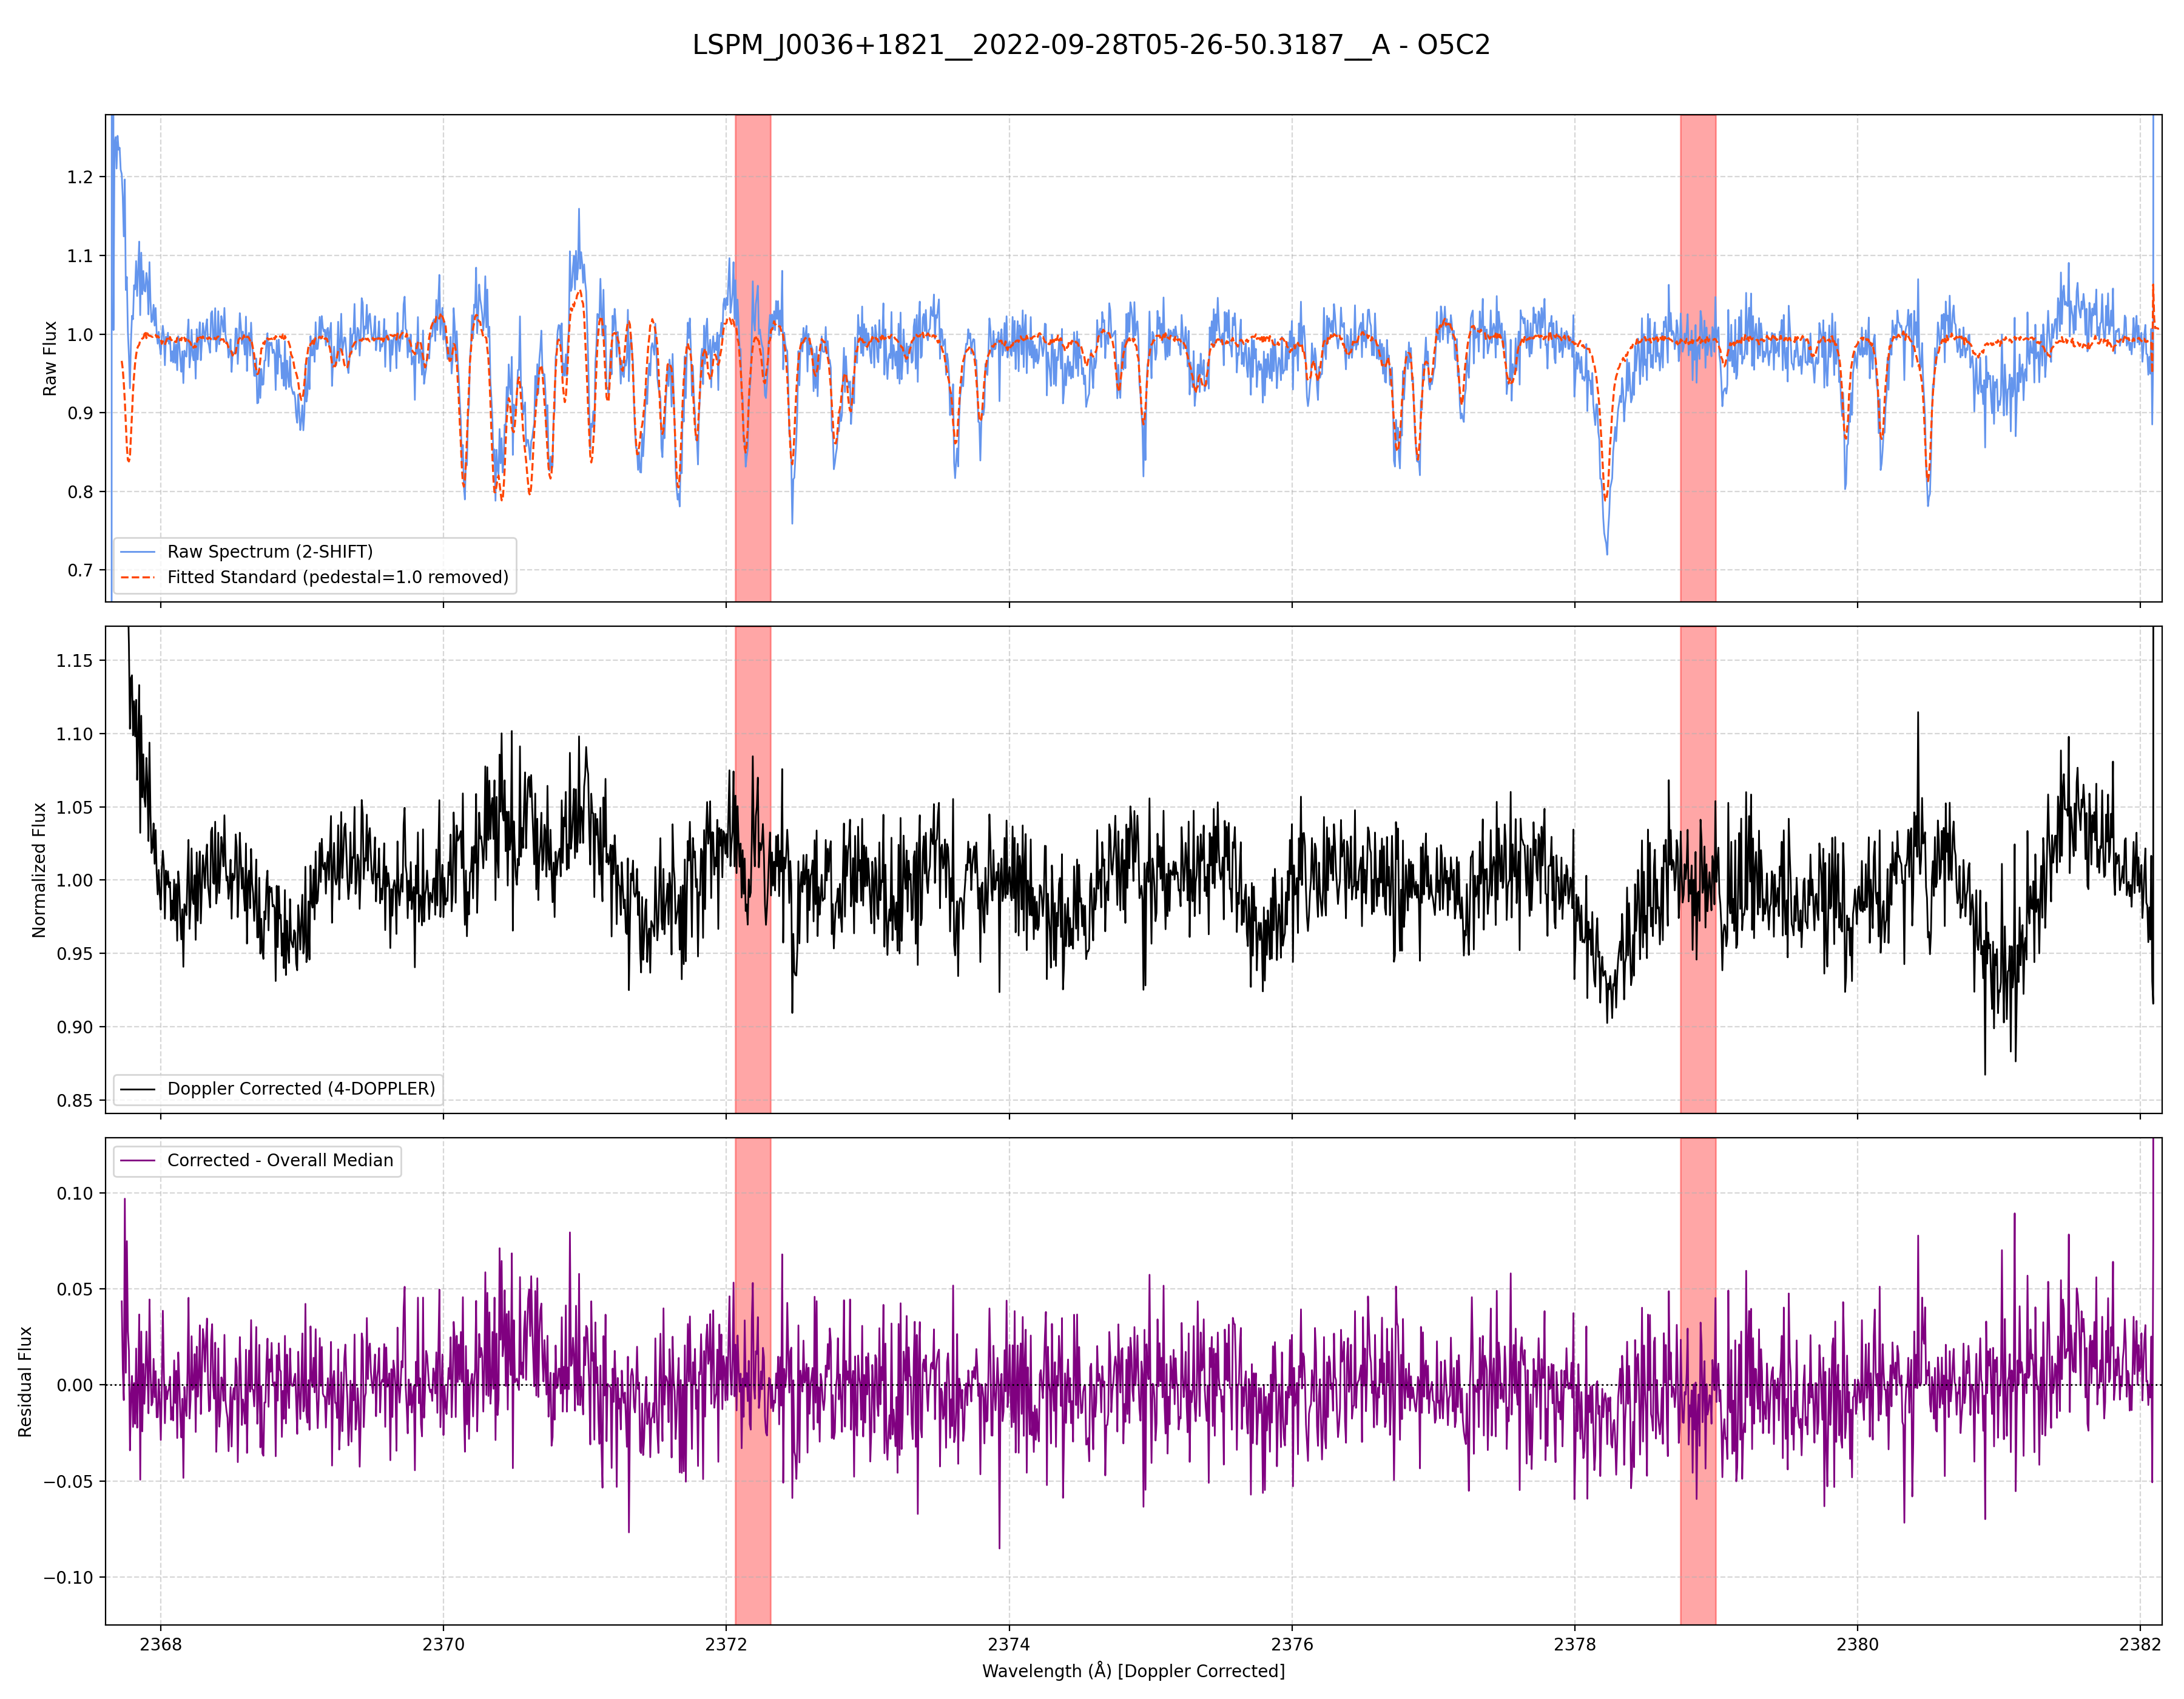 LSPM_J0036+1821__2022-09-28T05-26-50.3187__A - O5C2
1.2
1.1
1.0
0.9
0.8
0.7
Raw Flux
Raw Spectrum (2-SHIFT)
Fitted Standard (pedestal=1.0 removed)
1.15
1.10
1.05
1.00
0.95
0.90
0.85
Normalized Flux
Doppler Corrected (4-DOPPLER)
0.10
0.05
0.00
−0.05
−0.10
Residual Flux
Corrected - Overall Median
2368 2370 2372 2374 2376 2378 2380 2382
Wavelength (Å) [Doppler Corrected]